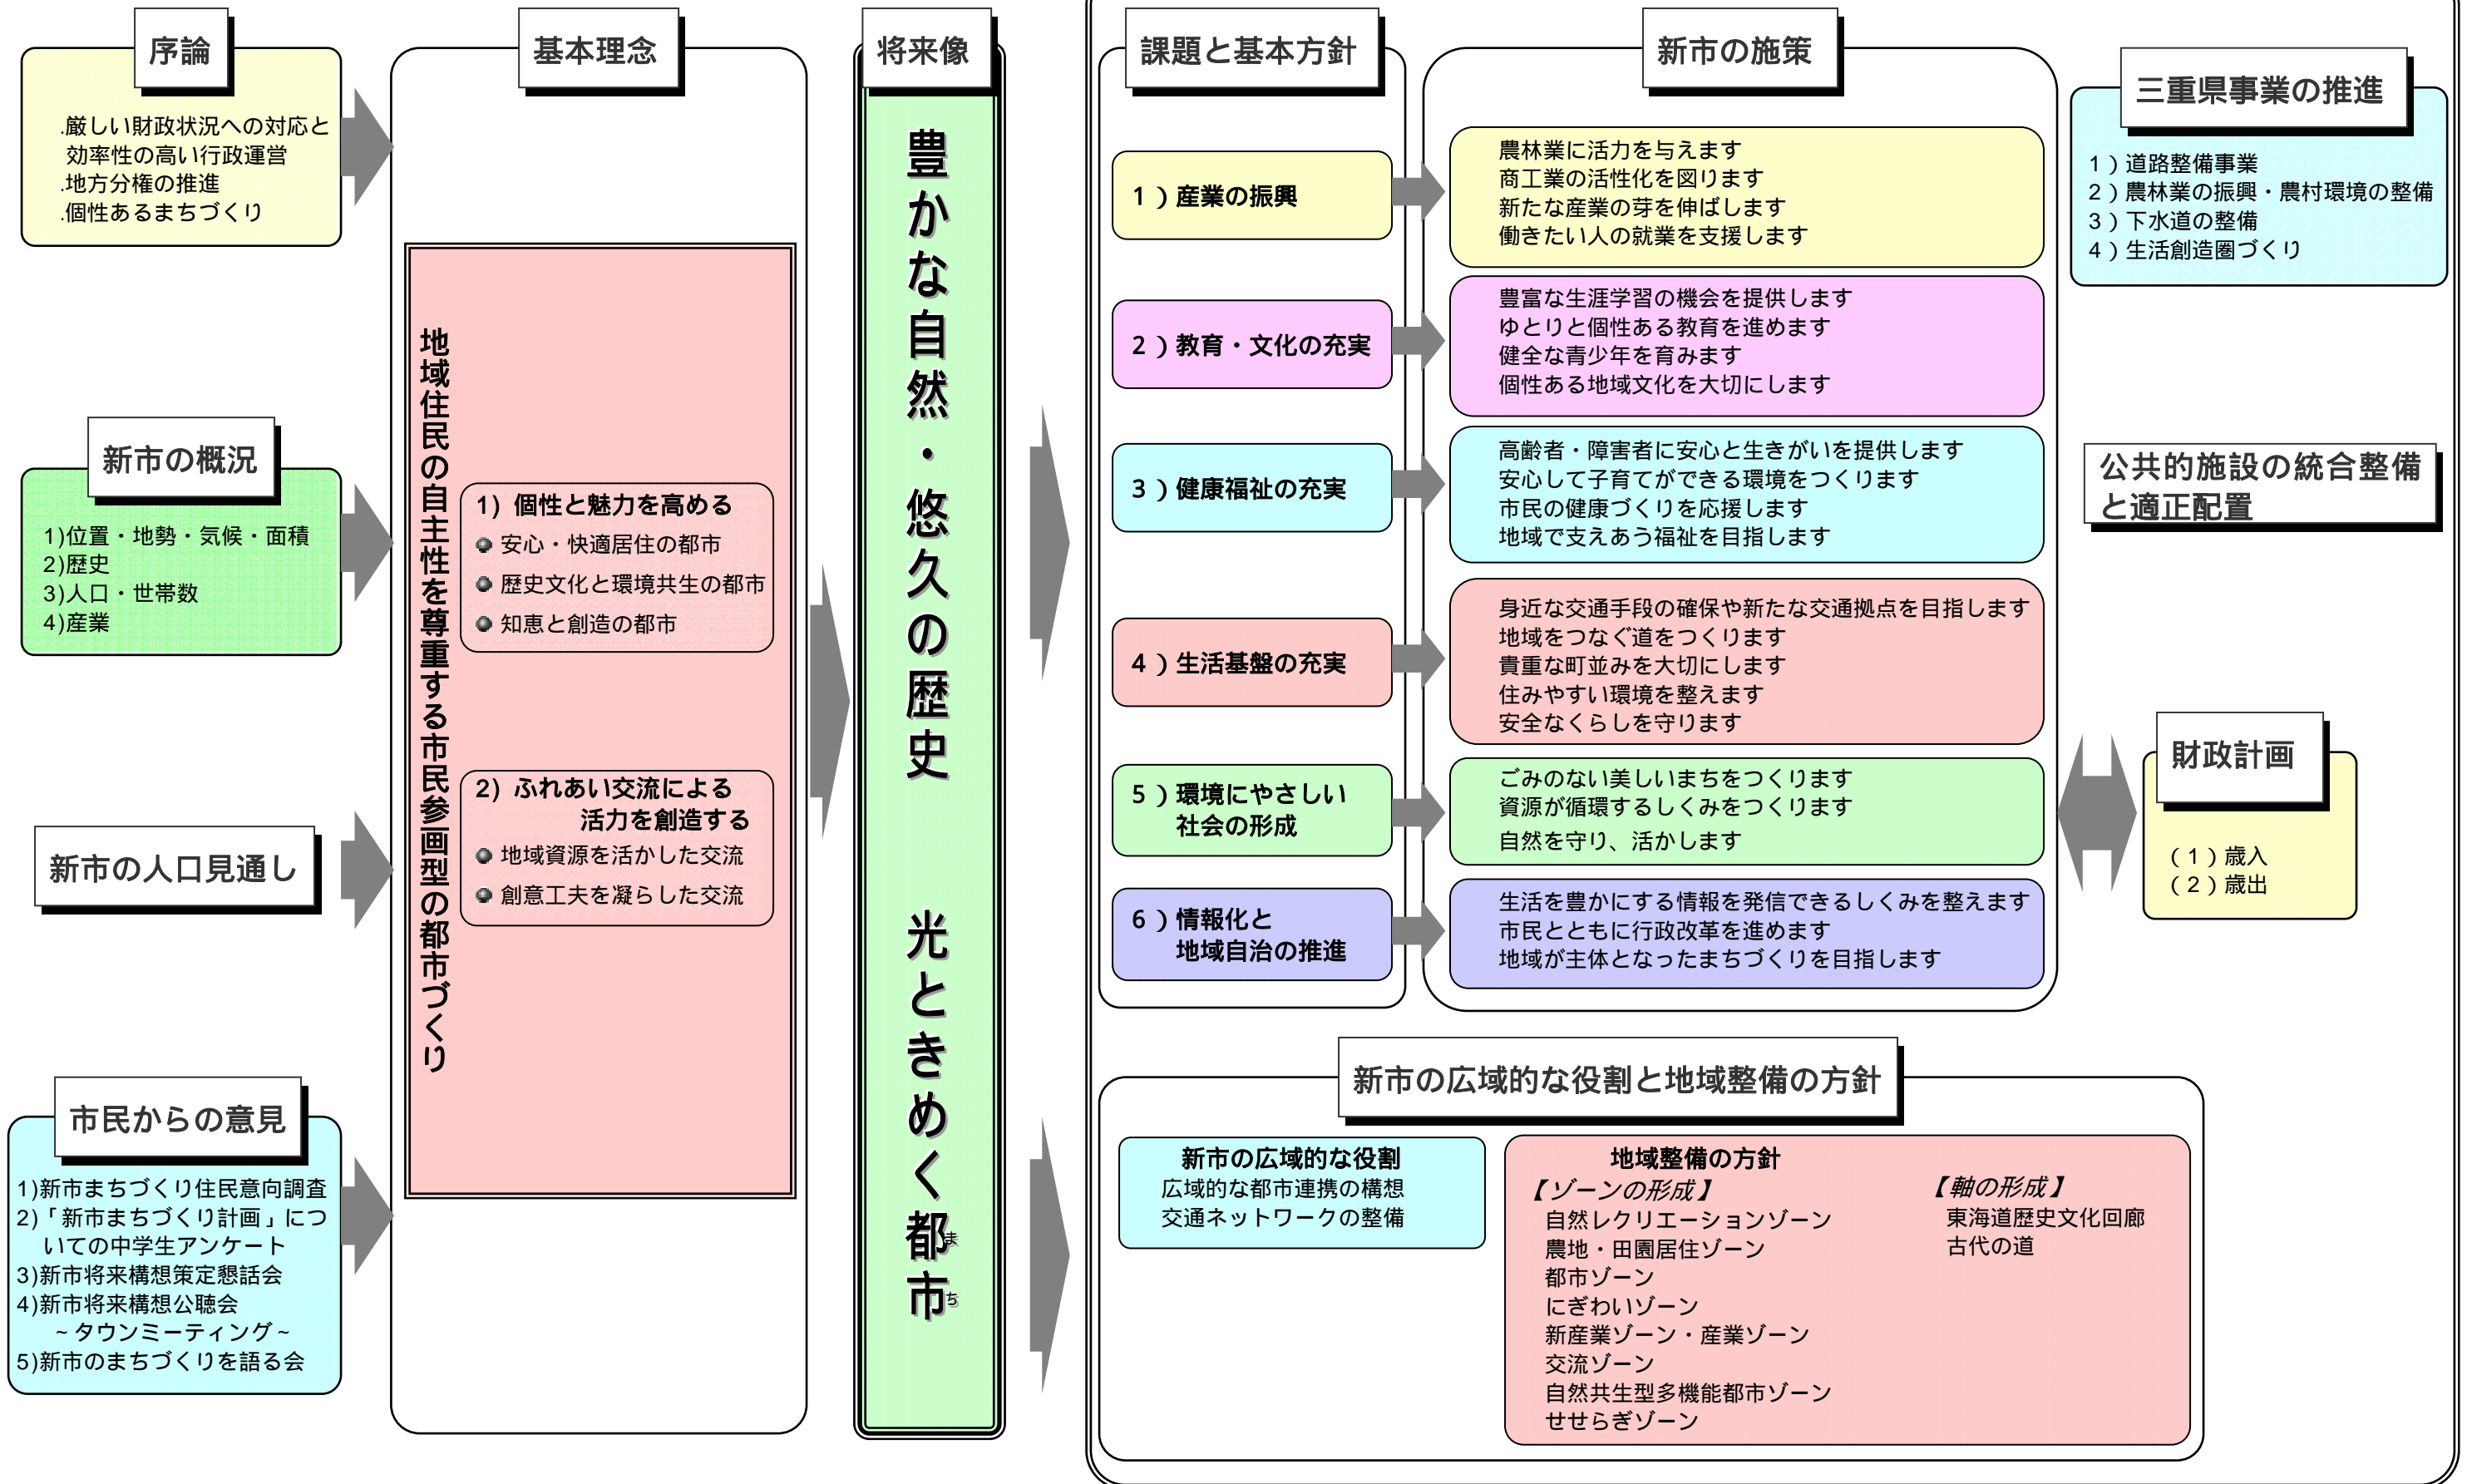 序論
.厳しい財政状況への対応と
効率性の高い行政運営
.地方分権の推進
.個性あるまちづくり
新市の概況
1)位置・地勢・気候・面積
2)歴史
3)人口・世帯数
4)産業
新市の人口見通し
市民からの意見
1)新市まちづくり住民意向調査
2)「新市まちづくり計画」につ
いての中学生アンケート
3)新市将来構想策定懇話会
4)新市将来構想公聴会
~タウンミーティング~
5)新市のまちづくりを語る会
基本理念
地域住民の自主性を尊重する市民参画型の都市づくり
1) 個性と魅力を高める
安心・快適居住の都市
歴史文化と環境共生の都市
知恵と創造の都市
2) ふれあい交流による
活力を創造する
地域資源を活かした交流
創意工夫を凝らした交流
将来像
豊かな自然・悠久の歴史 光ときめく都市
まち
課題と基本方針
1）産業の振興
2）教育・文化の充実
3）健康福祉の充実
4）生活基盤の充実
5）環境にやさしい
社会の形成
6）情報化と
地域自治の推進
新市の施策
農林業に活力を与えます
商工業の活性化を図ります
新たな産業の芽を伸ばします
働きたい人の就業を支援します
豊富な生涯学習の機会を提供します
ゆとりと個性ある教育を進めます
健全な青少年を育みます
個性ある地域文化を大切にします
高齢者・障害者に安心と生きがいを提供します
安心して子育てができる環境をつくります
市民の健康づくりを応援します
地域で支えあう福祉を目指します
身近な交通手段の確保や新たな交通拠点を目指します
地域をつなぐ道をつくります
貴重な町並みを大切にします
住みやすい環境を整えます
安全なくらしを守ります
ごみのない美しいまちをつくります
資源が循環するしくみをつくります
自然を守り、活かします
生活を豊かにする情報を発信できるしくみを整えます
市民とともに行政改革を進めます
地域が主体となったまちづくりを目指します
三重県事業の推進
1）道路整備事業
2）農林業の振興・農村環境の整備
3）下水道の整備
4）生活創造圏づくり
公共的施設の統合整備
と適正配置
財政計画
（1）歳入
（2）歳出
新市の広域的な役割と地域整備の方針
新市の広域的な役割
広域的な都市連携の構想
交通ネットワークの整備
地域整備の方針
【ゾーンの形成】
自然レクリエーションゾーン
農地・田園居住ゾーン
都市ゾーン
にぎわいゾーン
新産業ゾーン・産業ゾーン
交流ゾーン
自然共生型多機能都市ゾーン
せせらぎゾーン
【軸の形成】
東海道歴史文化回廊
古代の道